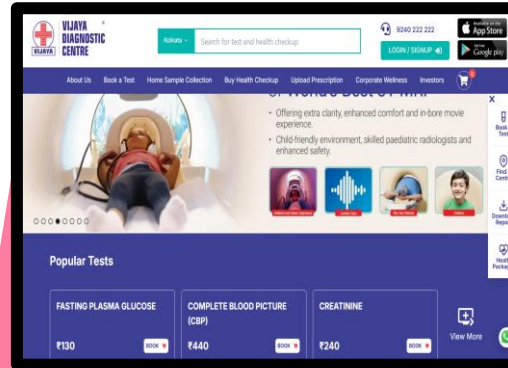 VIJAYA
DIAGNOSTIC
CENTRE
VIJAYA
Kolkata
Search for test and health checkup
9240 222 222
LOGIN / SIGNUP
App Store
Google play
About Us
Book a Test
Home Sample Collection
Buy Health Checkup
Upload Prescription
Corporate Wellness
Investors
• Offering extra clarity, enhanced comfort and in-bore movie
experience.
• Child-friendly environment, skilled paediatric radiologists and
enhanced safety.
X
Book
Test
Find
Centr
Downlo
Repor
Healt
Packag
Popular Tests
FASTING PLASMA GLUCOSE
₹130
BOOK
COMPLETE BLOOD PICTURE
(CBP)
₹440
BOOK
CREATININE
₹240
BOOK
View More